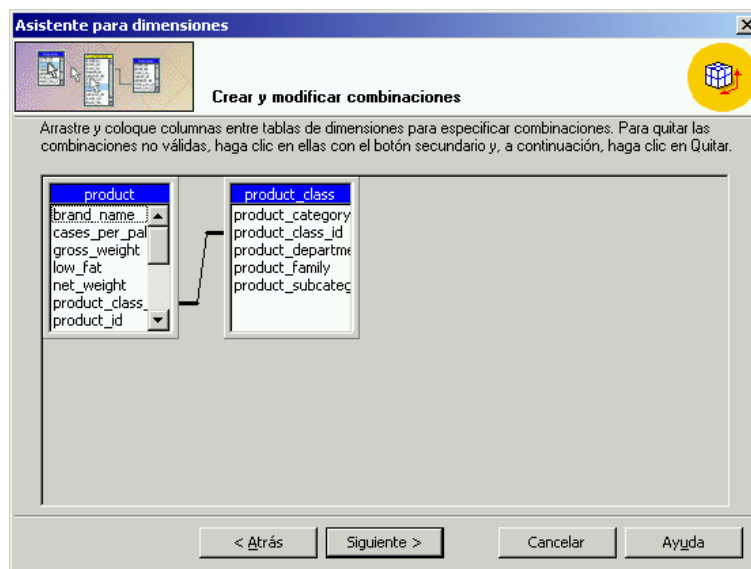 Asistente para dimensiones
Crear y modificar combinaciones
Arrastre y coloque columnas entre tablas de dimensiones para especificar combinaciones. Para quitar las
combinaciones no válidas, haga clic en ellas con el botón secundario y, a continuación, haga clic en Quitar.
product
brand_name
cases_per_pal
gross_weight
low_fat
net_weight
product_class_
product_id
product_class
product_category
product_class_id
product_departme
product_family
product_subcateg
< Atrás
Siguiente >
Cancelar
Ayuda